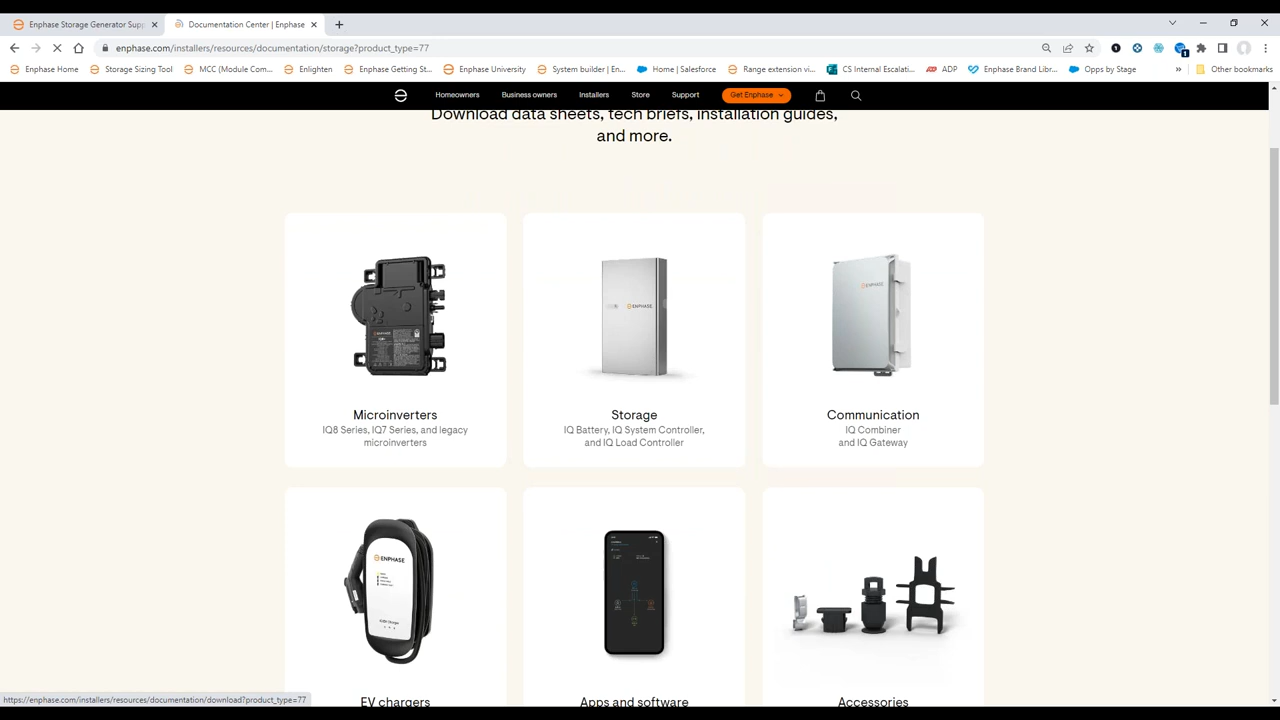 Enphase Storage Generator Supp
Documentation Center | Enphase
enphase.com/installers/resources/documentation/storage?product_type=77
Enphase Home
Storage Sizing Tool
MCC (Module Com...
Enlighten
Enphase Getting St...
Enphase University
System builder | En...
Home | Salesforce
Range extension vi...
CS Internal Escalati...
ADP
Enphase Brand Libr...
Opps by Stage
Other bookmarks
Homeowners
Business owners
Installers
Store
Support
Get Enphase
Download data sheets, tech briefs, installation guides,
and more.
ENPHASE
ENPHASE
ENPHASE
Microinverters
IQ8 Series, IQ7 Series, and legacy
microinverters
Storage
IQ Battery, IQ System Controller,
and IQ Load Controller
Communication
IQ Combiner
and IQ Gateway
ENPHASE
EV chargers
Apps and software
Accessories
https://enphase.com/installers/resources/documentation/download?product_type=77